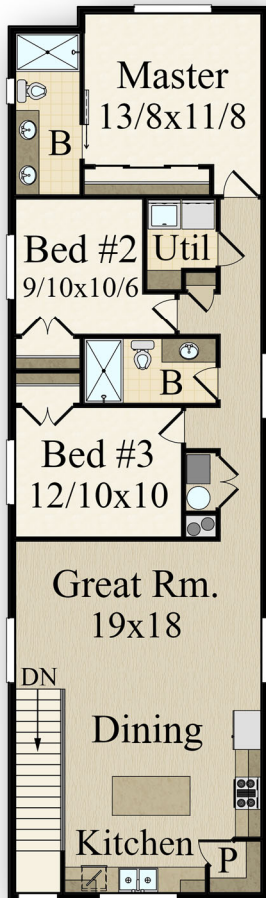 Master
13/8x11/8
B
Bed #2
9/10x10/6
Util
B
Bed #3
12/10x10
Great Rm.
19x18
DN
Dining
Kitchen
P